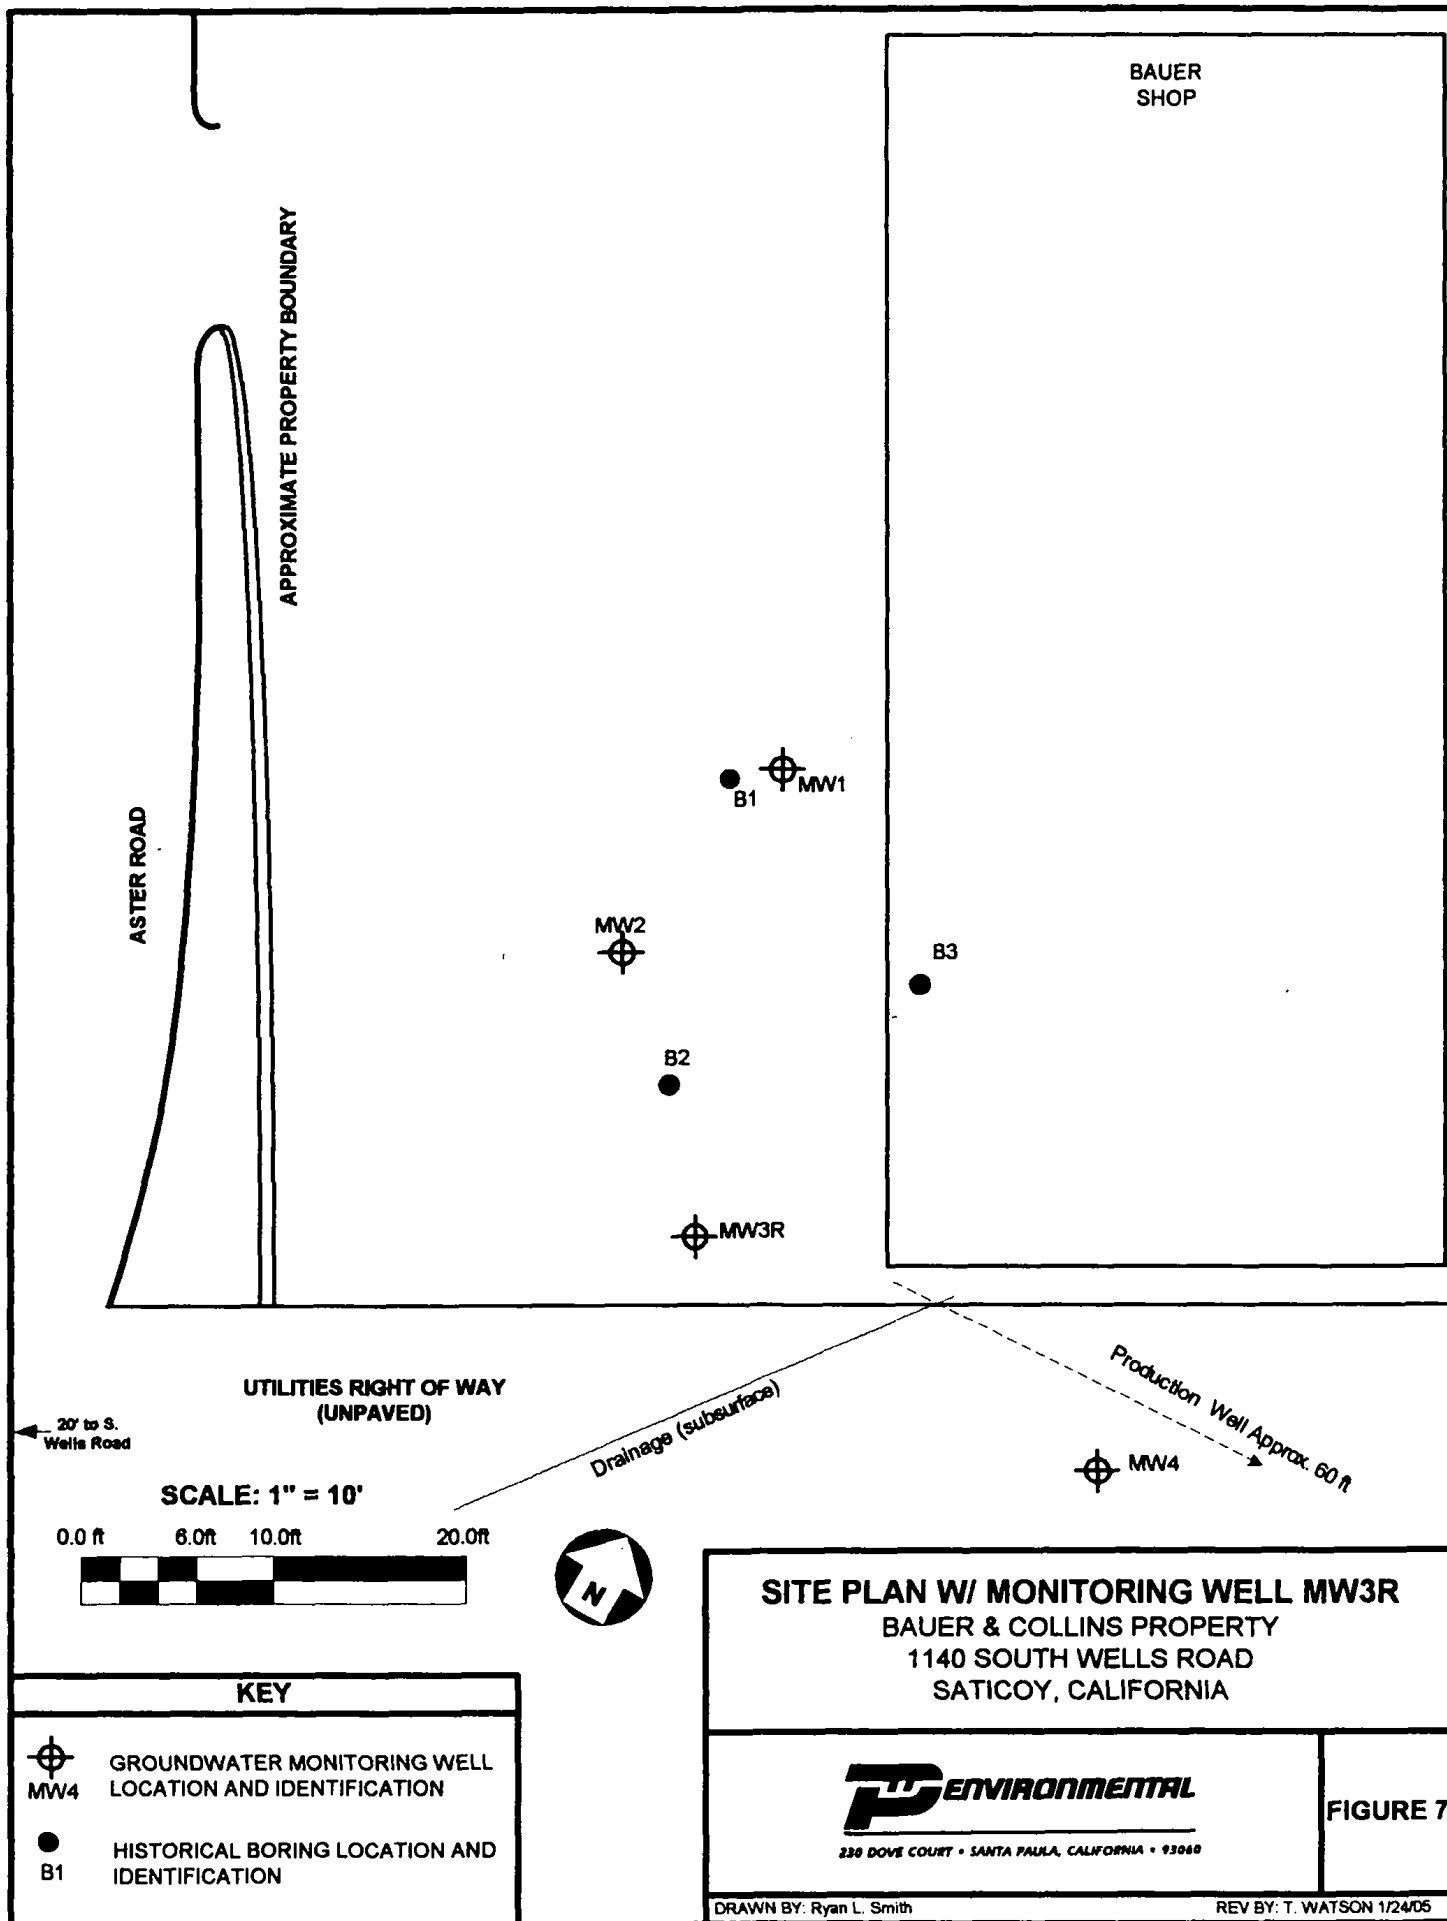 BAUER
SHOP
APPROXIMATE PROPERTY BOUNDARY
ASTER ROAD
B1
MW1
MW2
B3
B2
MW3R
UTILITIES RIGHT OF WAY
(UNPAVED)
20' to S.
Wells Road
Drainage (subsurface)
Production Well Approx. 60 ft
MW4
SCALE: 1" = 10'
0.0 ft 6.0ft 10.0ft 20.0ft
N
SITE PLAN W/ MONITORING WELL MW3R
BAUER & COLLINS PROPERTY
1140 SOUTH WELLS ROAD
SATICOY, CALIFORNIA
KEY
MW4
GROUNDWATER MONITORING WELL
LOCATION AND IDENTIFICATION
B1
HISTORICAL BORING LOCATION AND
IDENTIFICATION
ENVIRONMENTAL
230 DOVE COURT • SANTA PAULA, CALIFORNIA • 93060
FIGURE 7
DRAWN BY: Ryan L. Smith
REV BY: T. WATSON 1/24/05